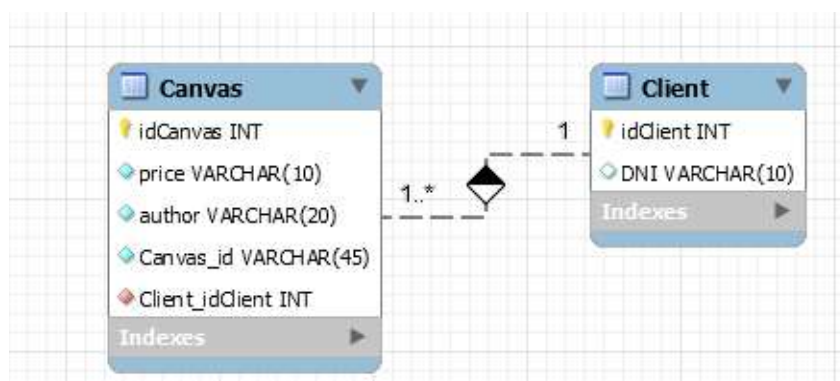 Canvas
idCanvas INT
price VARCHAR(10)
author VARCHAR(20)
Canvas_id VARCHAR(45)
Client_idClient INT
Indexes
1..*
1
Client
idClient INT
DNI VARCHAR(10)
Indexes